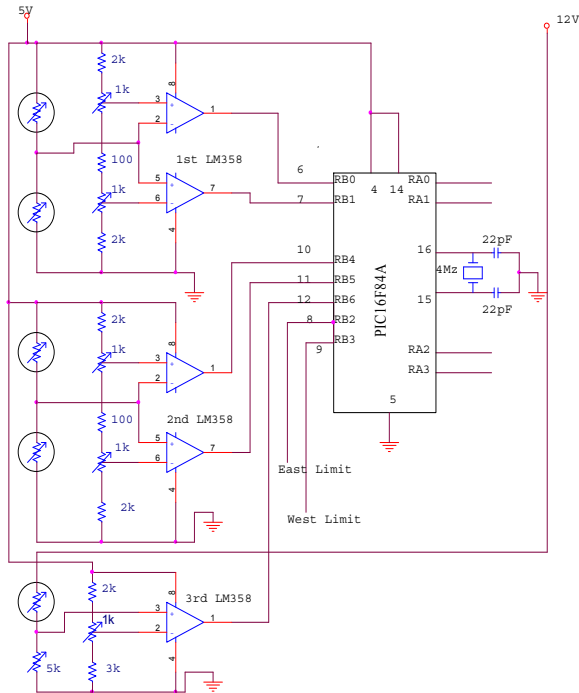 5V
12V
2k
8
1k
3
1
2
100
1st LM358
5
1k
7
6
2k
4
6
RB0
4
14
RA0
7
RB1
RA1
10
RB4
16
22pF
11
RB5
4Mz
12
RB6
15
8
RB2
22pF
9
RB3
PIC16F84A
RA2
RA3
5
2k
8
1k
3
1
2
100
2nd LM358
5
1k
7
6
4
2k
East Limit
West Limit
2k
8
3rd LM358
1k
3
1
2
5k
3k
4